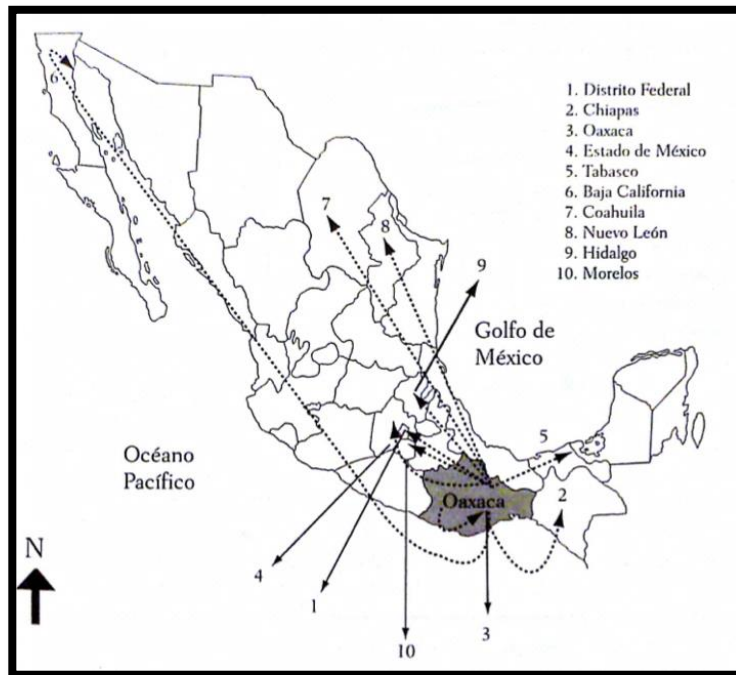 1. Distrito Federal
2. Chiapas
3. Oaxaca
4. Estado de México
5. Tabasco
6. Baja California
7. Coahuila
8. Nuevo León
9. Hidalgo
10. Morelos
6
7
8
9
Golfo de
México
5
Océano
Pacífico
Oaxaca
2
N
4
1
3
10